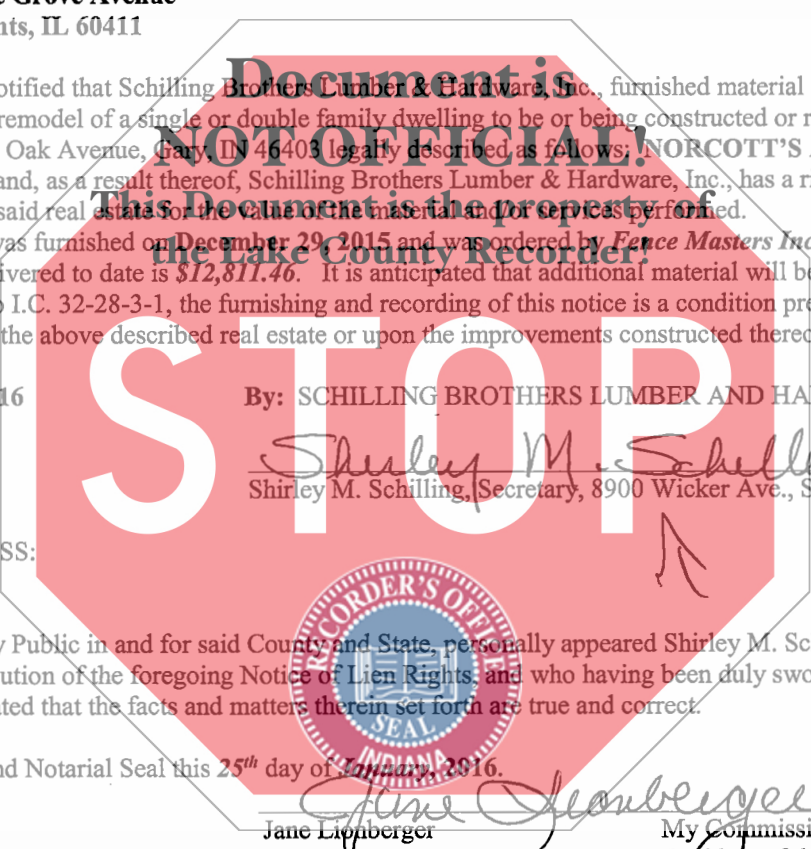 Grove Avenue
nts, IL 60411
otified that Schilling Brothers Lumber & Hardware, Inc., furnished material
remodel of a single or double family dwelling to be or being constructed or r
Oak Avenue, Gary, IN 46403 legally described as follows: NORCOTT'S
and, as a result thereof, Schilling Brothers Lumber & Hardware, Inc., has a r
said real estate for the value of the material and/or services performed.
was furnished on December 29, 2015 and was ordered by Fence Masters Inc
ivered to date is $12,811.46. It is anticipated that additional material will be
o I.C. 32-28-3-1, the furnishing and recording of this notice is a condition pre
the above described real estate or upon the improvements constructed thereo
Document is
NOT OFFICIAL!
This Document is the property of
the Lake County Recorder!
STOP
16 By: SCHILLING BROTHERS LUMBER AND HA
Shirley M. Schill
Shirley M. Schilling, Secretary, 8900 Wicker Ave., S
SS:
y Public in and for said County and State, personally appeared Shirley M. Sc
ution of the foregoing Notice of Lien Rights, and who having been duly swo
ated that the facts and matters therein set forth are true and correct.
RECORDER'S OFFICE
SEAL
INDIANA
nd Notarial Seal this 25th day of January, 2016.
Jane Lionberger
Jane Lionberger My Commissi